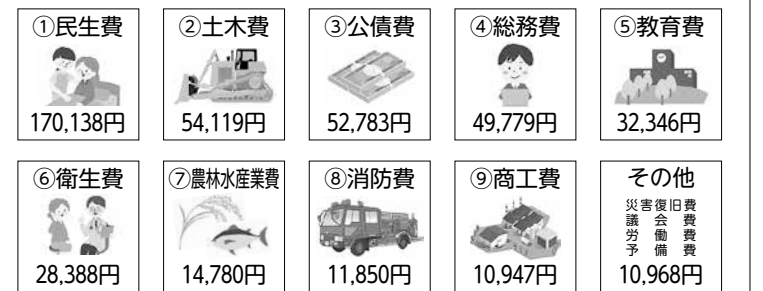 ①民生費
170,138円
②土木費
54,119円
③公債費
52,783円
④総務費
49,779円
⑤教育費
32,346円
⑥衛生費
28,388円
⑦農林水産業費
14,780円
⑧消防費
11,850円
⑨商工費
10,947円
その他
災害復旧費
議会費
労働費
予備費
10,968円